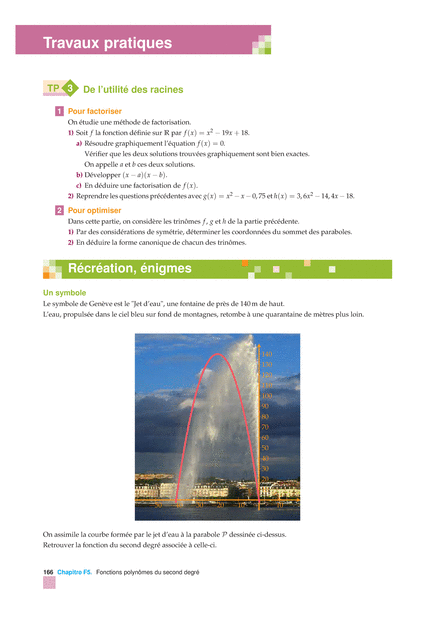 Travaux pratiques
TP 3 De l'utilité des racines
1 Pour factoriser
On étudie une méthode de factorisation.
1) Soit f la fonction définie sur ℝ par f(x) = x² − 19x + 18.
a) Résoudre graphiquement l'équation f(x) = 0.
Vérifier que les deux solutions trouvées graphiquement sont bien exactes.
On appelle a et b ces deux solutions.
b) Développer (x − a)(x − b).
c) En déduire une factorisation de f(x).
2) Reprendre les questions précédentes avec g(x) = x² − x − 0,75 et h(x) = 3,6x² − 14,4x − 18.
2 Pour optimiser
Dans cette partie, on considère les trinômes f, g et h de la partie précédente.
1) Par des considérations de symétrie, déterminer les coordonnées du sommet des paraboles.
2) En déduire la forme canonique de chacun des trinômes.
Récréation, énigmes
Un symbole
Le symbole de Genève est le "Jet d'eau", une fontaine de près de 140 m de haut.
L'eau, propulsée dans le ciel bleu sur fond de montagnes, retombe à une quarantaine de mètres plus loin.
140
130
100
90
80
70
60
50
40
30
20
On assimile la courbe formée par le jet d'eau à la parabole 𝒫 dessinée ci-dessus.
Retrouver la fonction du second degré associée à celle-ci.
166 Chapitre F5. Fonctions polynômes du second degré